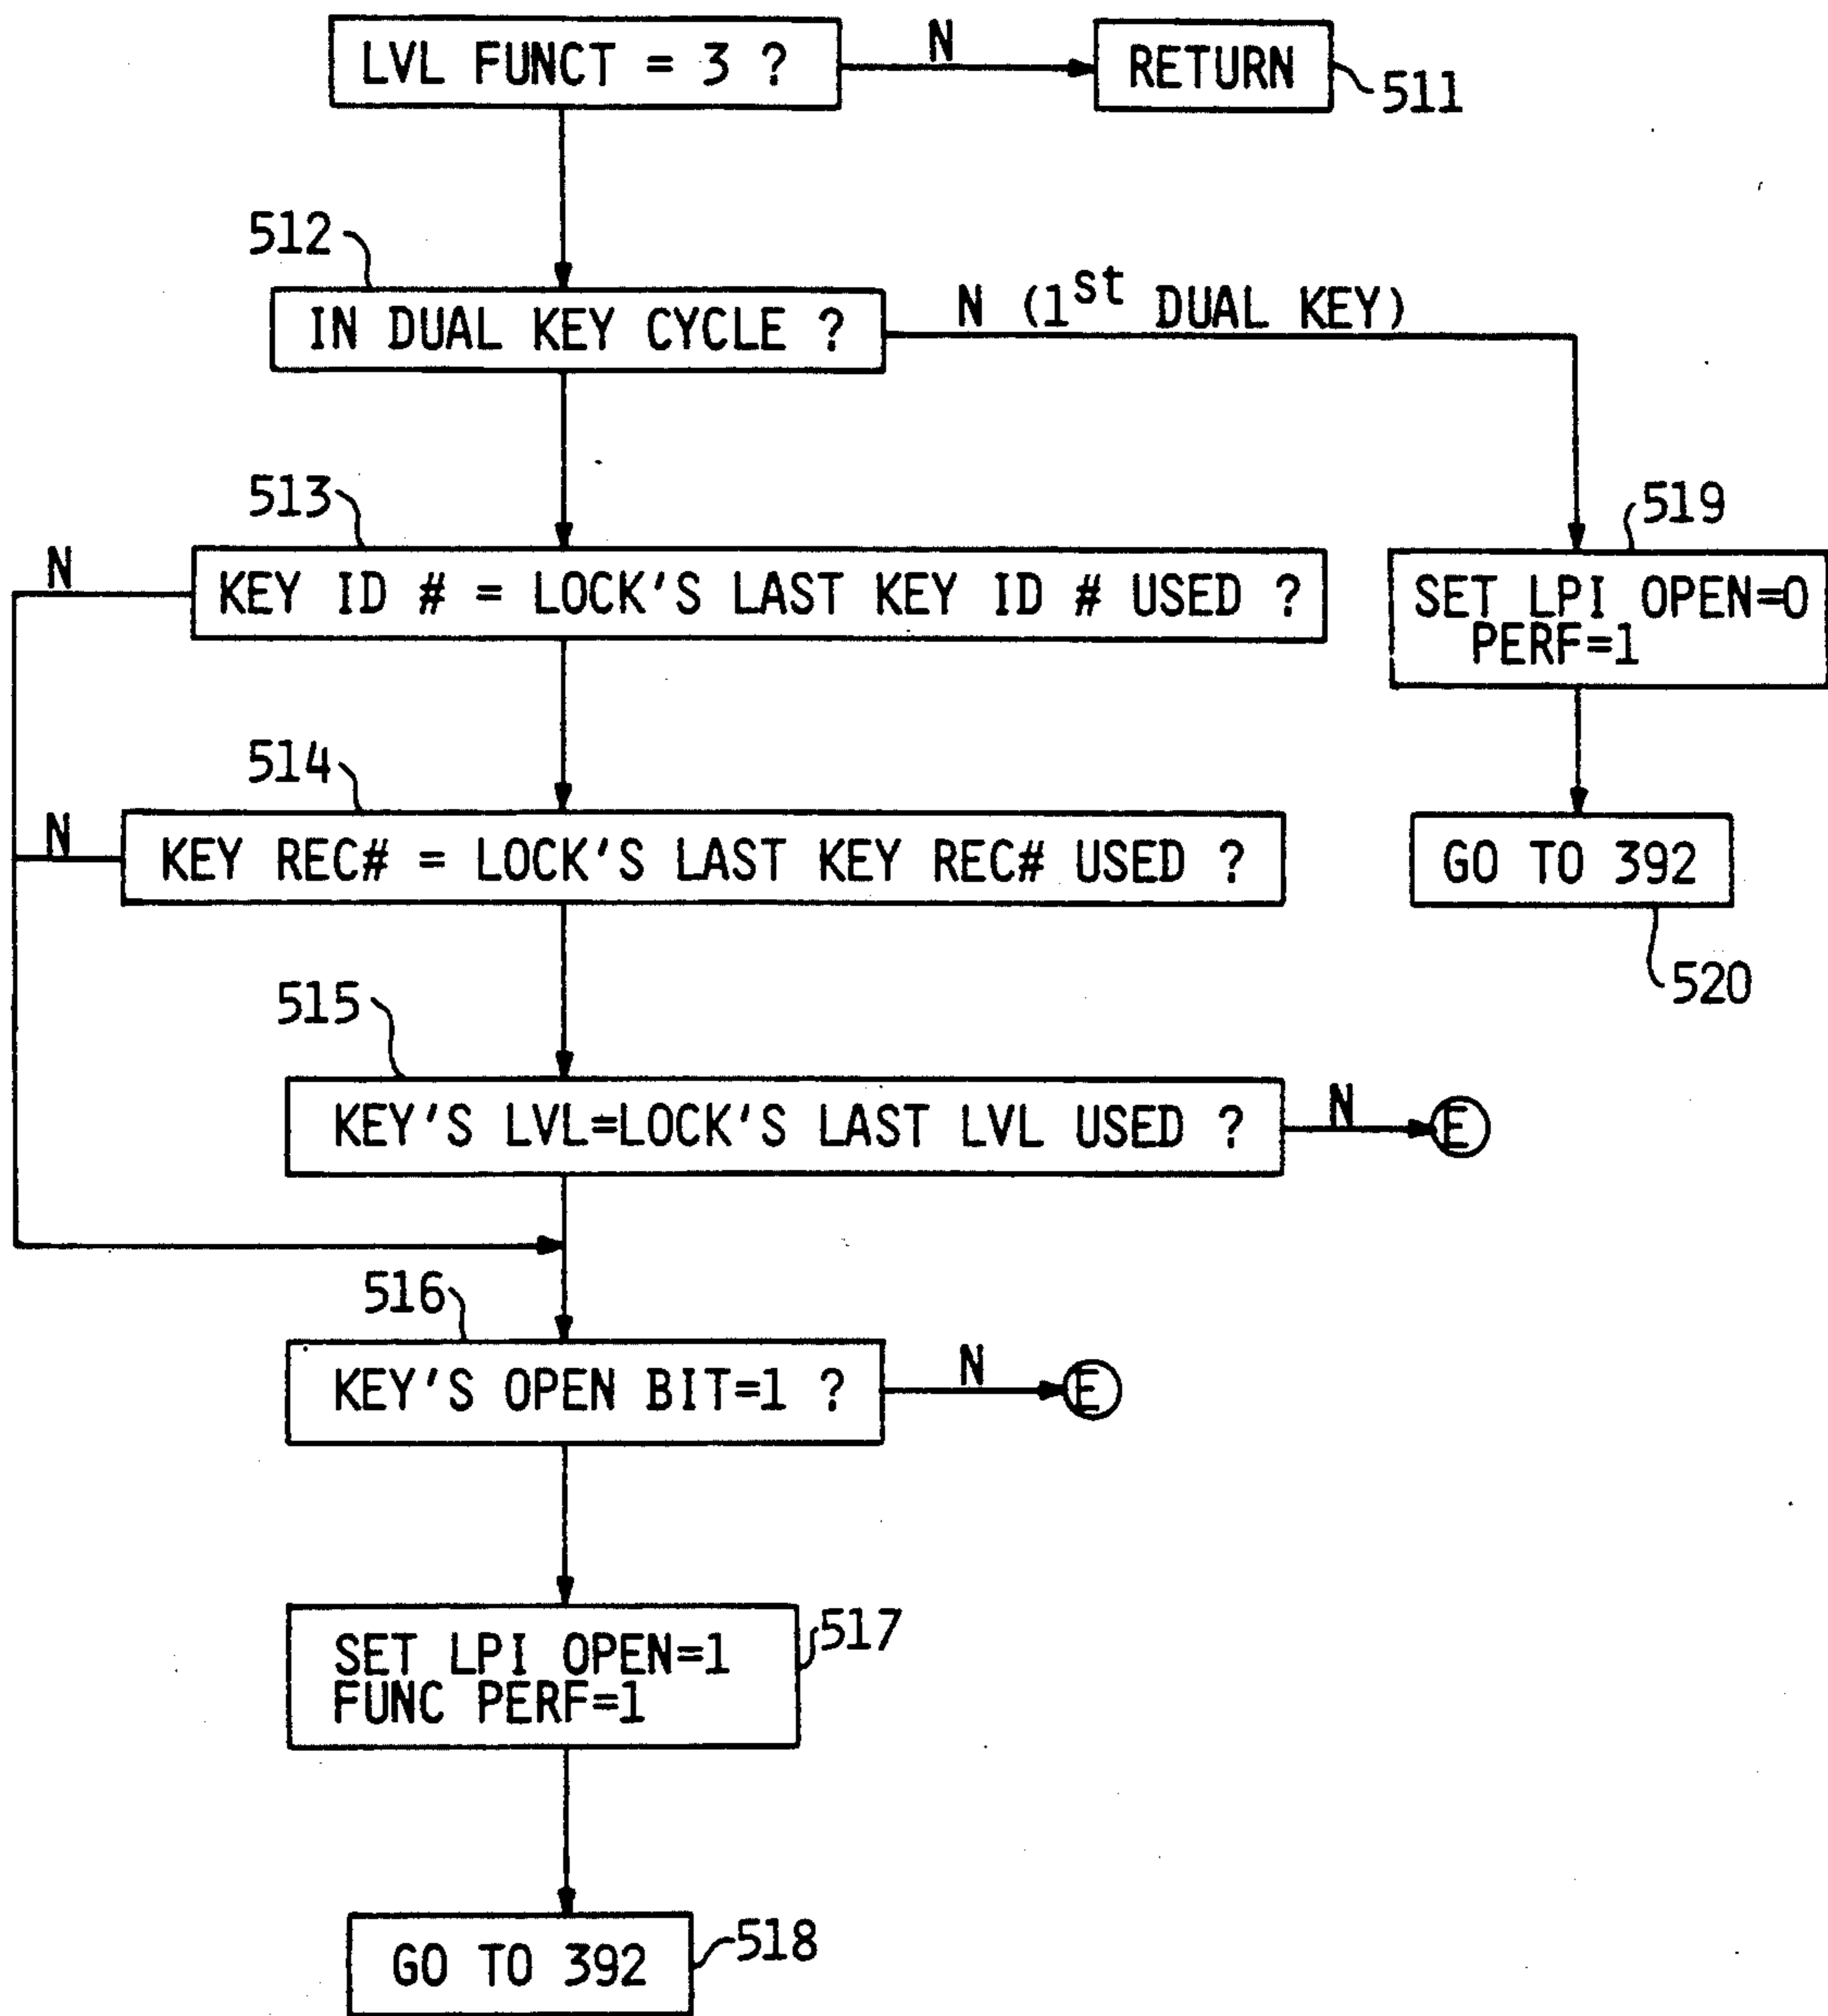 LVL FUNCT = 3 ?
N
RETURN
511
512
IN DUAL KEY CYCLE ?
N (1st DUAL KEY)
513
N
KEY ID # = LOCK'S LAST KEY ID # USED ?
519
SET LPI OPEN=0
PERF=1
514
N
KEY REC# = LOCK'S LAST KEY REC# USED ?
GO TO 392
520
515
KEY'S LVL=LOCK'S LAST LVL USED ?
N
E
516
KEY'S OPEN BIT=1 ?
N
E
SET LPI OPEN=1
FUNC PERF=1
517
GO TO 392
518